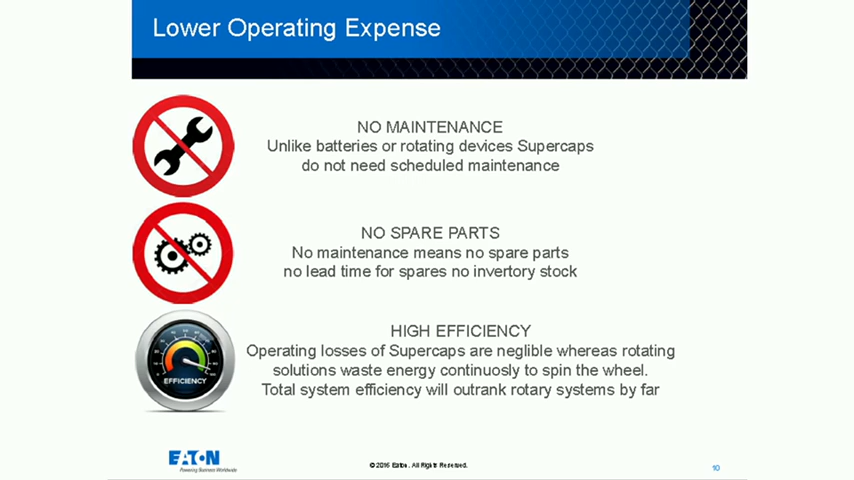 Lower Operating Expense
NO MAINTENANCE
Unlike batteries or rotating devices Supercaps
do not need scheduled maintenance
NO SPARE PARTS
No maintenance means no spare parts
no lead time for spares no invertory stock
HIGH EFFICIENCY
Operating losses of Supercaps are neglible whereas rotating
solutions waste energy continuosly to spin the wheel.
Total system efficiency will outrank rotary systems by far
EFFICIENCY
EATON
Powering Business Worldwide
© 2016 Eaton. All Rights Reserved.
10